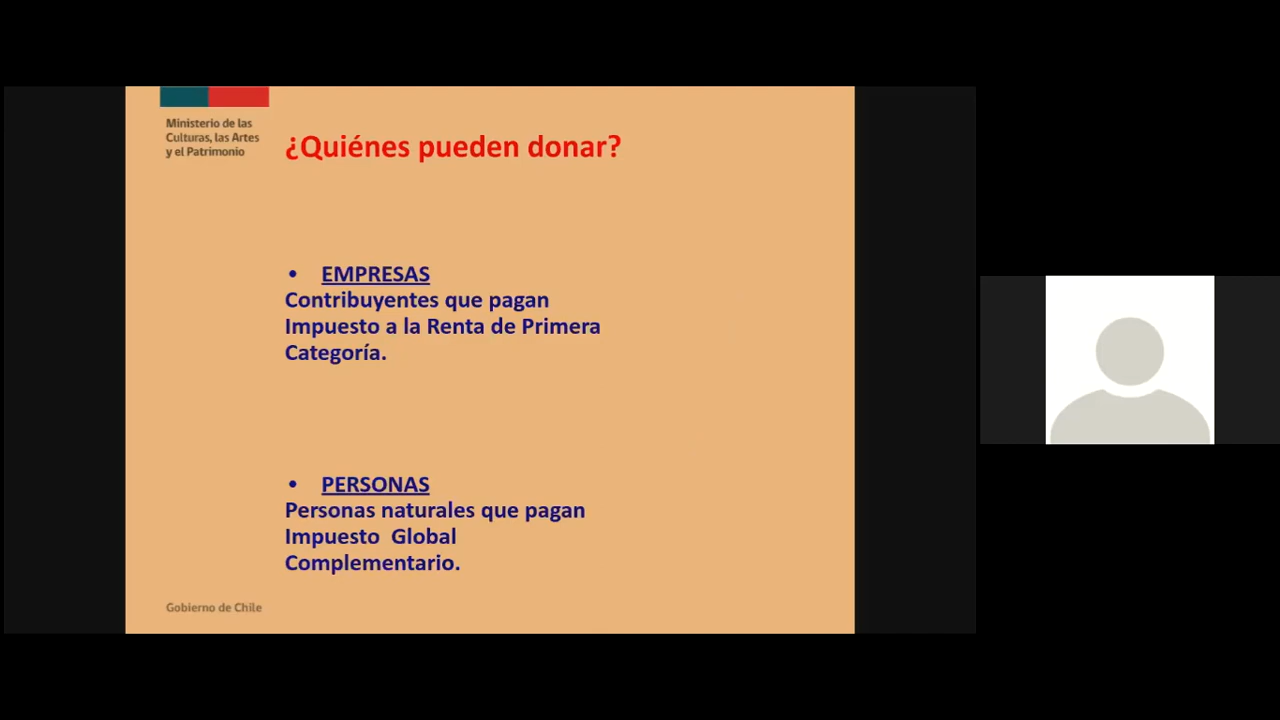 Ministerio de las
Culturas, las Artes
y el Patrimonio
¿Quiénes pueden donar?
• EMPRESAS
Contribuyentes que pagan
Impuesto a la Renta de Primera
Categoría.
• PERSONAS
Personas naturales que pagan
Impuesto  Global
Complementario.
Gobierno de Chile